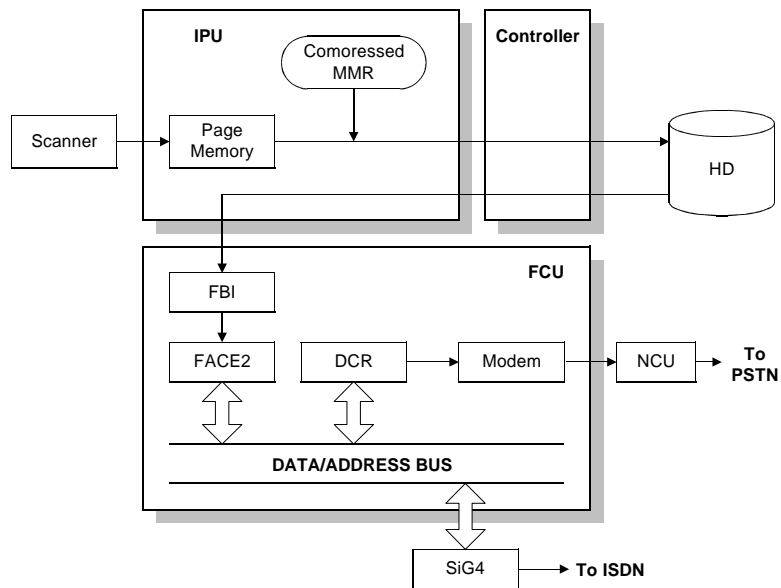 IPU
Controller
Comoressed
MMR
Scanner
Page
Memory
HD
FCU
FBI
FACE2
DCR
Modem
NCU
To
PSTN
DATA/ADDRESS BUS
SiG4
To ISDN